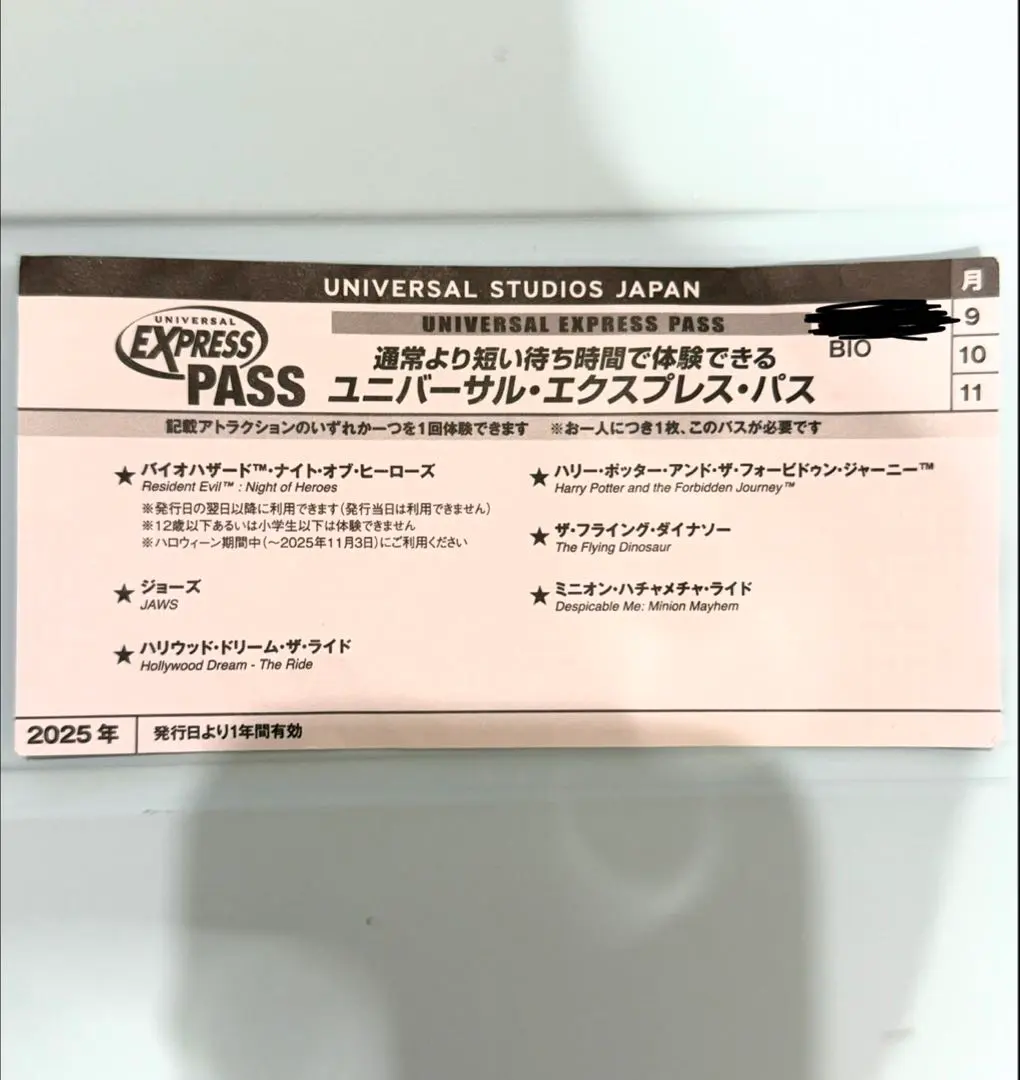 UNIVERSAL STUDIOS JAPAN
月
UNIVERSAL EXPRESS PASS
9
UNIVERSAL
EXPRESS
PASS
BIO
通常より短い待ち時間で体験できる
10
ユニバーサル・エクスプレス・パス
11
記載アトラクションのいずれか一つを1回体験できます ※お一人につき1枚、このパスが必要です
★ バイオハザード™・ナイト・オブ・ヒーローズ
Resident Evil™ : Night of Heroes
※発行日の翌日以降に利用できます(発行当日は利用できません)
※12歳以下あるいは小学生以下は体験できません
※ハロウィーン期間中(～2025年11月3日)にご利用ください
★ ジョーズ
JAWS
★ ハリウッド・ドリーム・ザ・ライド
Hollywood Dream - The Ride
★ ハリー・ポッター・アンド・ザ・フォービドゥン・ジャーニー™
Harry Potter and the Forbidden Journey™
★ ザ・フライング・ダイナソー
The Flying Dinosaur
★ ミニオン・ハチャメチャ・ライド
Despicable Me: Minion Mayhem
2025年
発行日より1年間有効